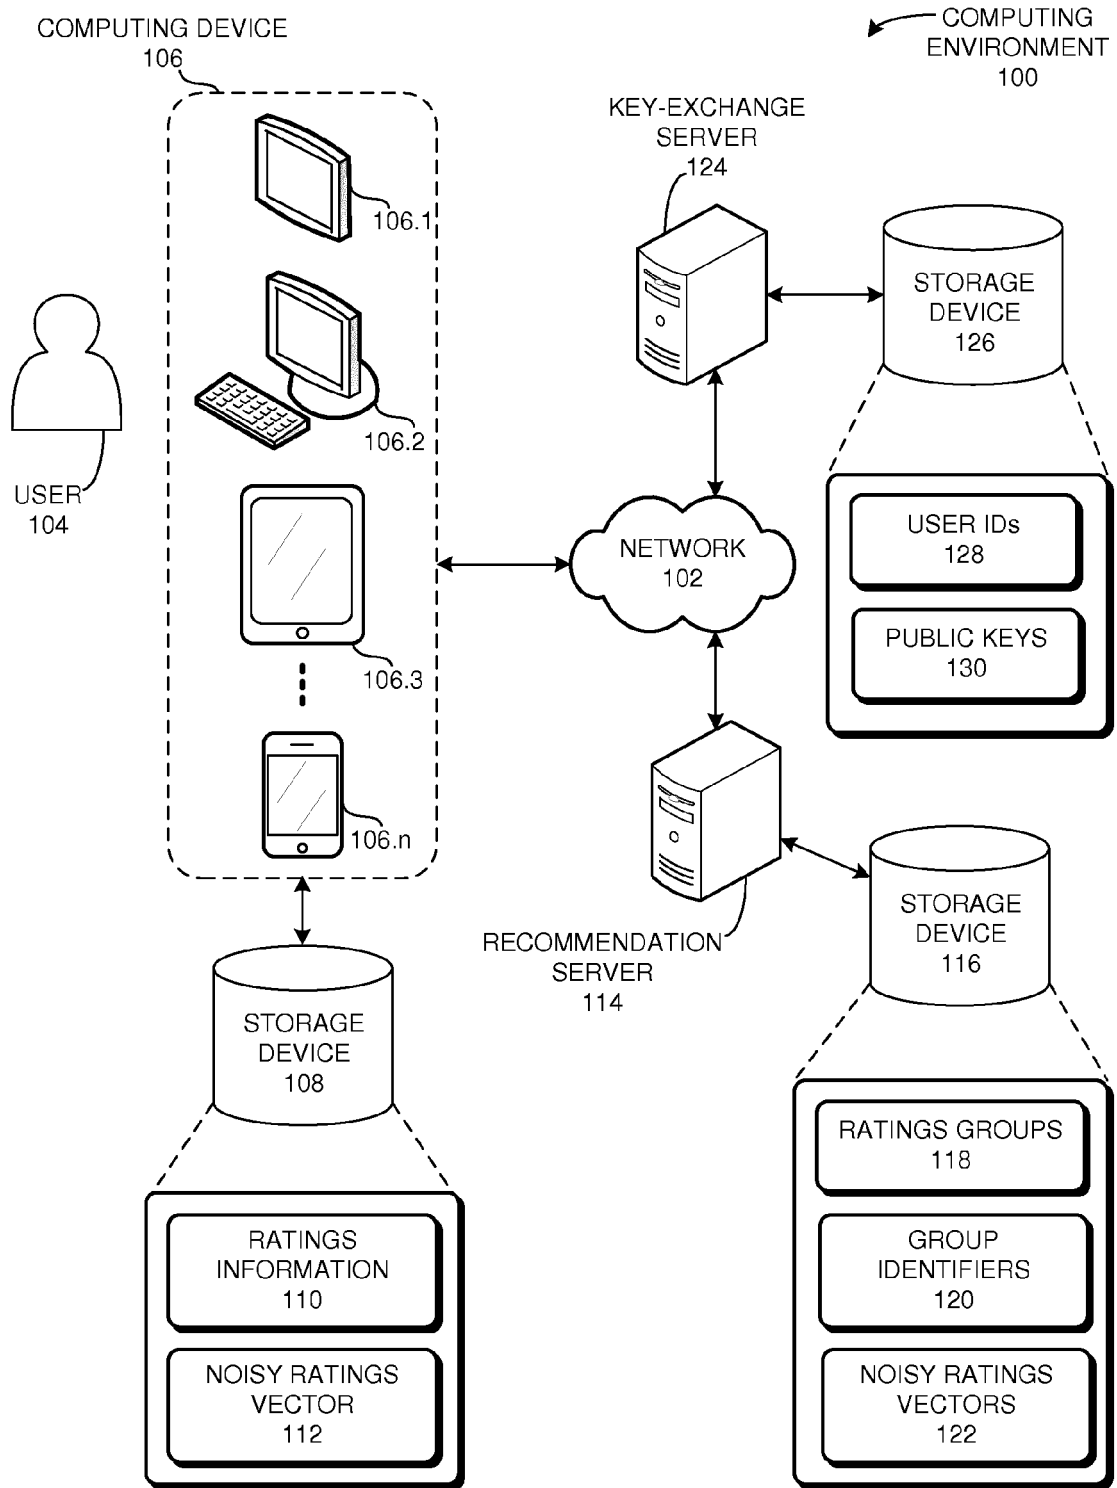 COMPUTING DEVICE
106
COMPUTING
ENVIRONMENT
100
KEY-EXCHANGE
SERVER
124
106.1
106.2
USER
104
106.3
106.n
STORAGE
DEVICE
126
USER IDs
128
PUBLIC KEYS
130
NETWORK
102
RECOMMENDATION
SERVER
114
STORAGE
DEVICE
116
STORAGE
DEVICE
108
RATINGS
INFORMATION
110
NOISY RATINGS
VECTOR
112
RATINGS GROUPS
118
GROUP
IDENTIFIERS
120
NOISY RATINGS
VECTORS
122